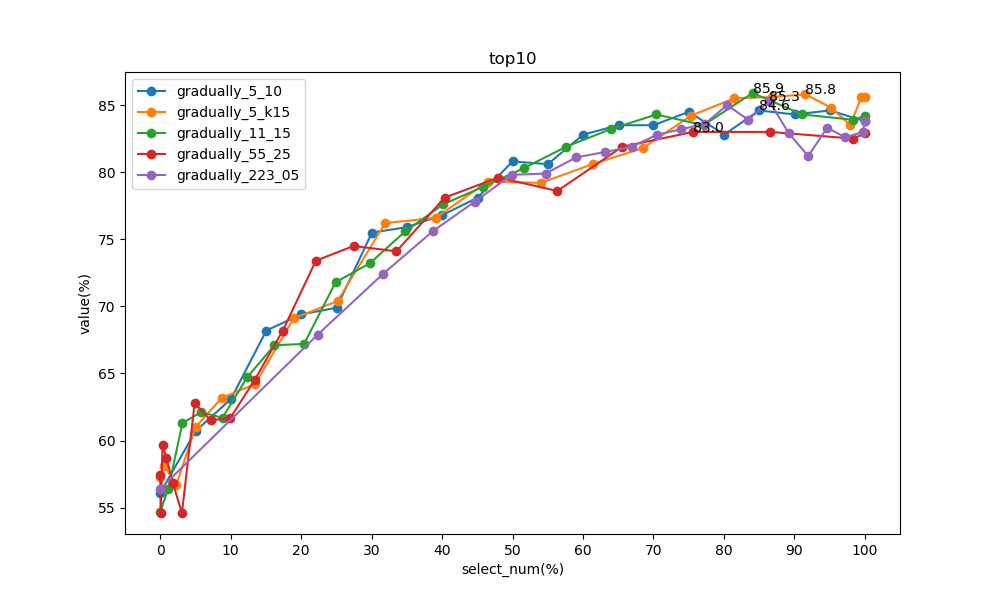 top10
gradually_5_10
gradually_5_k15
gradually_11_15
gradually_55_25
gradually_223_05
85.9
85.3
85.8
84.6
83.0
85
80
75
70
65
60
55
value(%)
0 10 20 30 40 50 60 70 80 90 100
select_num(%)